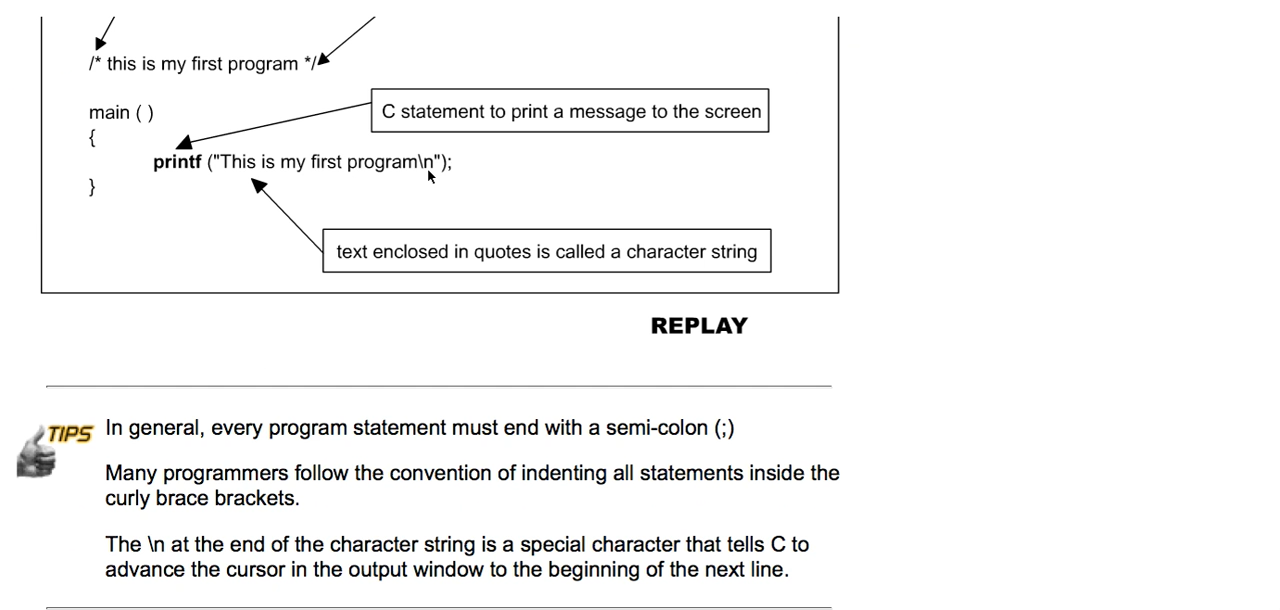 /* this is my first program */
main ( )
C statement to print a message to the screen
{
printf ("This is my first program\n");
}
text enclosed in quotes is called a character string
REPLAY
TIPS In general, every program statement must end with a semi-colon (;)
Many programmers follow the convention of indenting all statements inside the
curly brace brackets.
The \n at the end of the character string is a special character that tells C to
advance the cursor in the output window to the beginning of the next line.